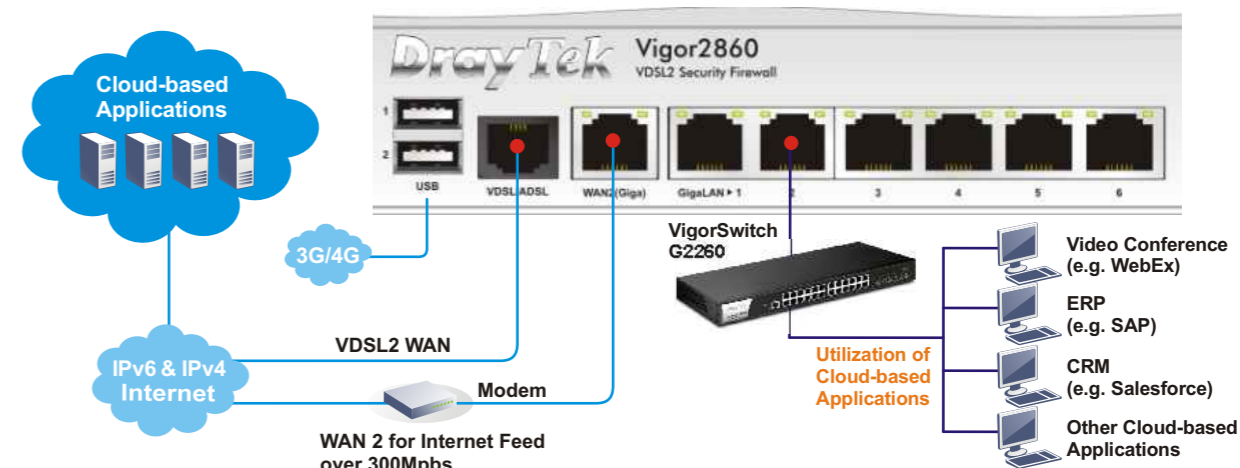 DrayTek
Vigor2860
VDSL2 Security Firewall
Cloud-based
Applications
1
2
USB
VDSL/ADSL
WAN2(Giga)
GigaLAN ▸ 1
2
3
4
5
6
3G/4G
VigorSwitch
G2260
Video Conference
(e.g. WebEx)
ERP
(e.g. SAP)
CRM
(e.g. Salesforce)
Other Cloud-based
Applications
Utilization of
Cloud-based
Applications
VDSL2 WAN
IPv6 & IPv4
Internet
Modem
WAN 2 for Internet Feed
over 300Mpbs